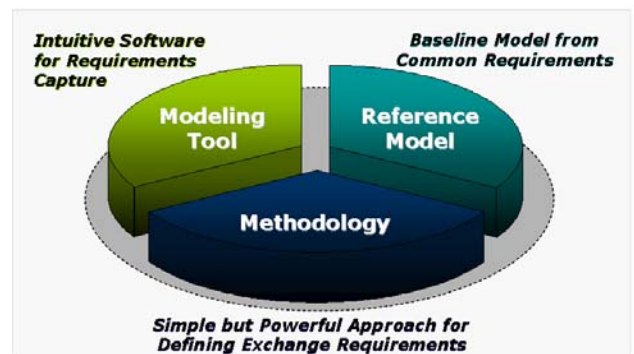 Intuitive Software
for Requirements
Capture
Baseline Model from
Common Requirements
Modeling
Tool
Reference
Model
Methodology
Simple but Powerful Approach for
Defining Exchange Requirements